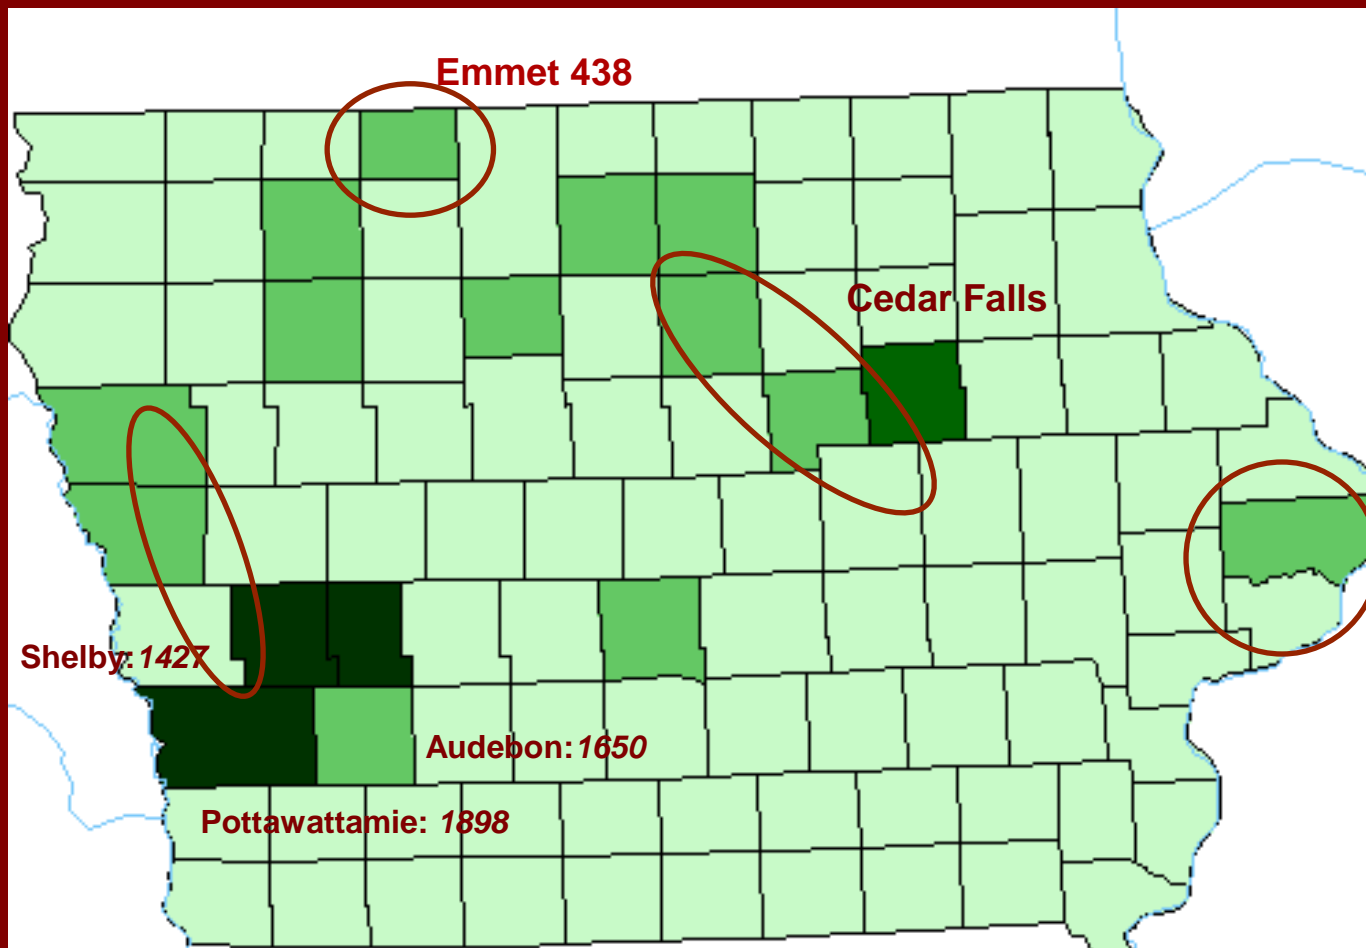 Emmet 438
Cedar Falls
Shelby: 1427
Audebon: 1650
Pottawattamie: 1898